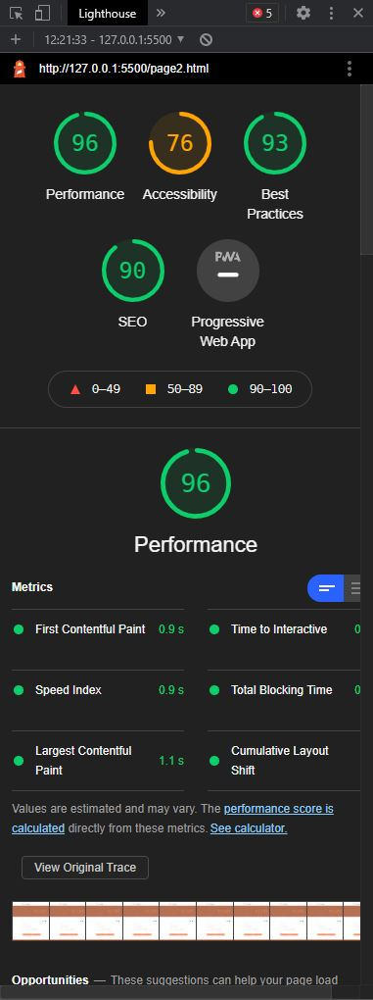 Lighthouse
5
12:21:33 - 127.0.0.1:5500
http://127.0.0.1:5500/page2.html
96
76
93
Performance
Accessibility
Best
Practices
90
PWA
SEO
Progressive
Web App
0–49
50–89
90–100
96
Performance
Metrics
First Contentful Paint 0.9 s
Time to Interactive 0
Speed Index 0.9 s
Total Blocking Time 0
Largest Contentful
Paint 1.1 s
Cumulative Layout
Shift
Values are estimated and may vary. The performance score is
calculated directly from these metrics. See calculator.
View Original Trace
Opportunities — These suggestions can help your page load